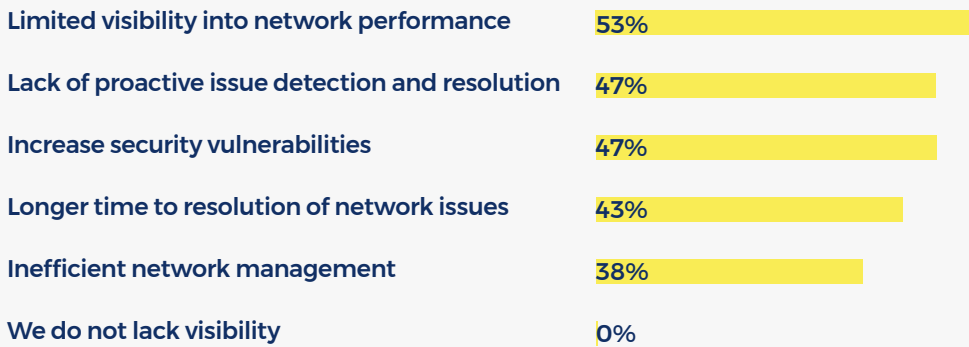 Limited visibility into network performance 53%
Lack of proactive issue detection and resolution 47%
Increase security vulnerabilities 47%
Longer time to resolution of network issues 43%
Inefficient network management 38%
We do not lack visibility 0%